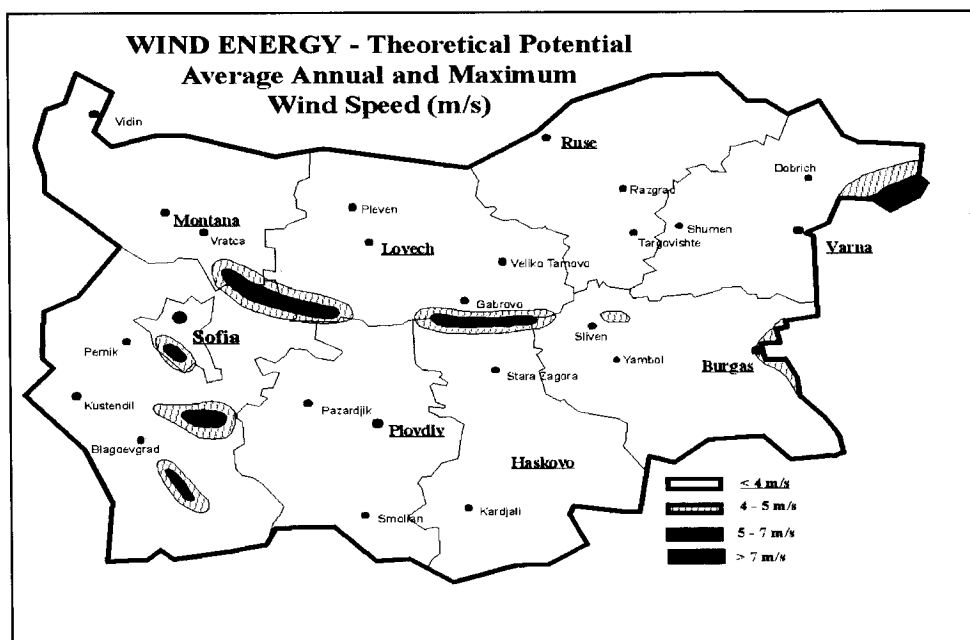 WIND ENERGY - Theoretical Potential
Average Annual and Maximum
Wind Speed (m/s)
Vidin
Ruse
Dobrich
Razgrad
Pleven
Montana
Vratca
Lovech
Shumen
Targovishte
Varna
Veliko Tarnovo
Gabrovo
Sofia
Sliven
Pernik
Yambol
Burgas
Stara Zagora
Kustendil
Pazardjik
Plovdiv
Blagoevgrad
Haskovo
Smolian
Kardjali
< 4 m/s
4 - 5 m/s
5 - 7 m/s
> 7 m/s